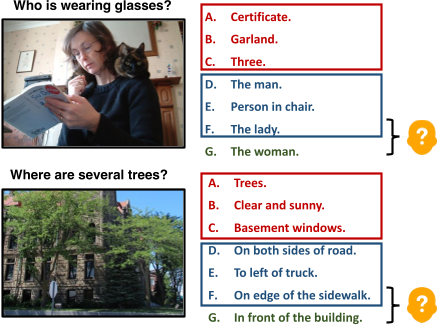 Who is wearing glasses?
A. Certificate.
B. Garland.
C. Three.
D. The man.
E. Person in chair.
F. The lady.
G. The woman.
?
Where are several trees?
A. Trees.
B. Clear and sunny.
C. Basement windows.
D. On both sides of road.
E. To left of truck.
F. On edge of the sidewalk.
G. In front of the building.
?